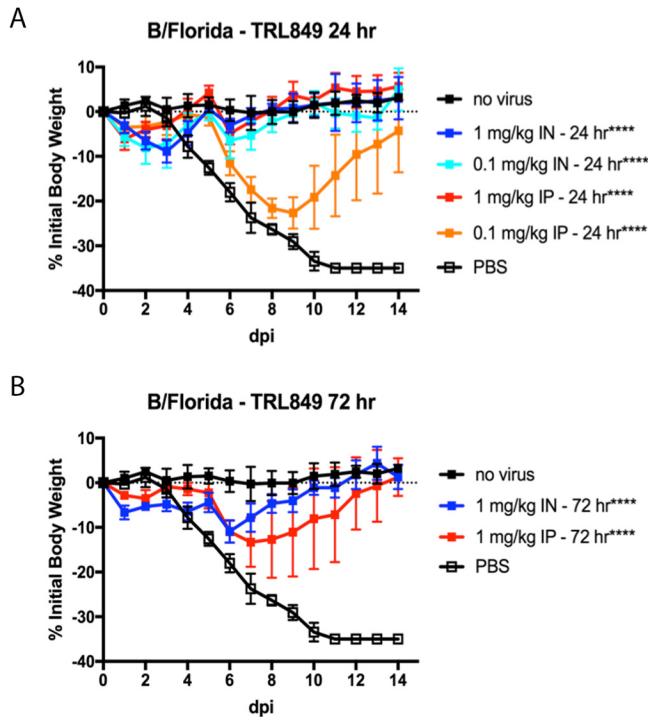 A
B/Florida - TRL849 24 hr
% Initial Body Weight
10
0
-10
-20
-30
-40
0 2 4 6 8 10 12 14
dpi
no virus
1 mg/kg IN - 24 hr****
0.1 mg/kg IN - 24 hr****
1 mg/kg IP - 24 hr****
0.1 mg/kg IP - 24 hr****
PBS
B
B/Florida - TRL849 72 hr
% Initial Body Weight
10
0
-10
-20
-30
-40
0 2 4 6 8 10 12 14
dpi
no virus
1 mg/kg IN - 72 hr****
1 mg/kg IP - 72 hr****
PBS